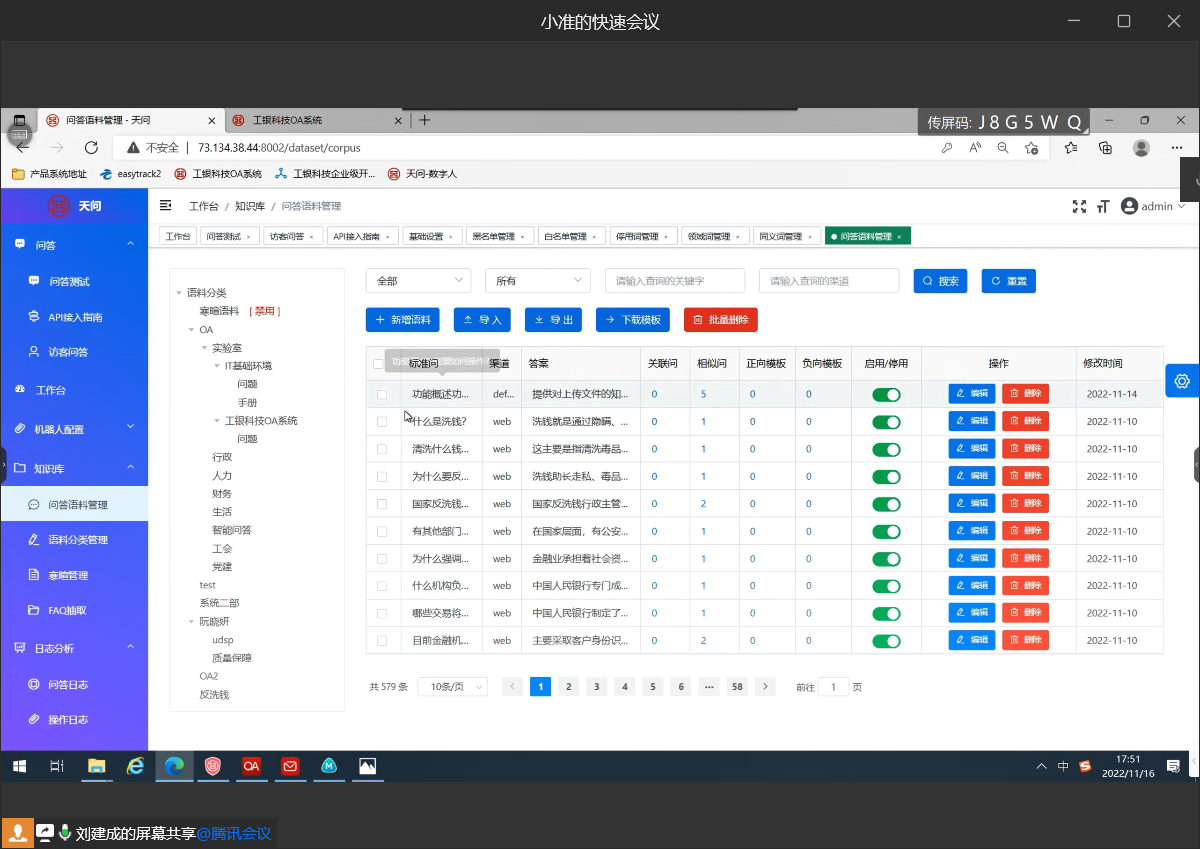 小准的快速会议
问答语料管理 - 天问
工银科技OA系统
传屏码: J 8 G 5 W Q
不安全
73.134.38.44:8002/dataset/corpus
产品系统地址 easytrack2 工银科技OA系统 工银科技企业级开... 天问-数字人
天问
工作台 / 知识库 / 问答语料管理
admin
工作台 问答测试 × 访客问答 × API接入指南 × 基础设置 × 黑名单管理 × 白名单管理 × 停用词管理 × 领域词管理 × 同义词管理 × 问答语料管理 ×
问答
问答测试
API接入指南
访客问答
工作台
机器人配置
知识库
问答语料管理
语料分类管理
寒暄管理
FAQ抽取
日志分析
问答日志
操作日志
语料分类
寒暄语料 [ 禁用 ]
OA
实验室
IT基础环境
问题
手册
工银科技OA系统
问题
行政
人力
财务
生活
智能问答
工会
党建
test
系统二部
阮晓妍
udsp
质量保障
OA2
反洗钱
全部 所有 请输入查询的关键字 请输入查询的渠道 搜索 重置
新增语料 导入 导出 下载模板 批量删除
标准问 渠道 答案 关联问 相似问 正向模板 负向模板 启用/停用 操作 修改时间
功能概述功... def... 提供对上传文件的知... 0 5 0 0 编辑 删除 2022-11-14
什么是洗钱? web 洗钱就是通过隐瞒、... 0 1 0 0 编辑 删除 2022-11-10
清洗什么钱... web 这主要是指清洗毒品... 0 1 0 0 编辑 删除 2022-11-10
为什么要反... web 洗钱助长走私、毒品... 0 1 0 0 编辑 删除 2022-11-10
国家反洗钱... web 国家反洗钱行政主管... 0 2 0 0 编辑 删除 2022-11-10
有其他部门... web 在国家层面，有公安... 0 1 0 0 编辑 删除 2022-11-10
为什么强调... web 金融业承担着社会资... 0 1 0 0 编辑 删除 2022-11-10
什么机构负... web 中国人民银行专门成... 0 1 0 0 编辑 删除 2022-11-10
哪些交易将... web 中国人民银行制定了... 0 1 0 0 编辑 删除 2022-11-10
目前金融机... web 主要采取客户身份识... 0 2 0 0 编辑 删除 2022-11-10
共 579 条 10条/页 1 2 3 4 5 6 ... 58 前往 1 页
OA
中
17:51
2022/11/16
刘建成的屏幕共享@腾讯会议